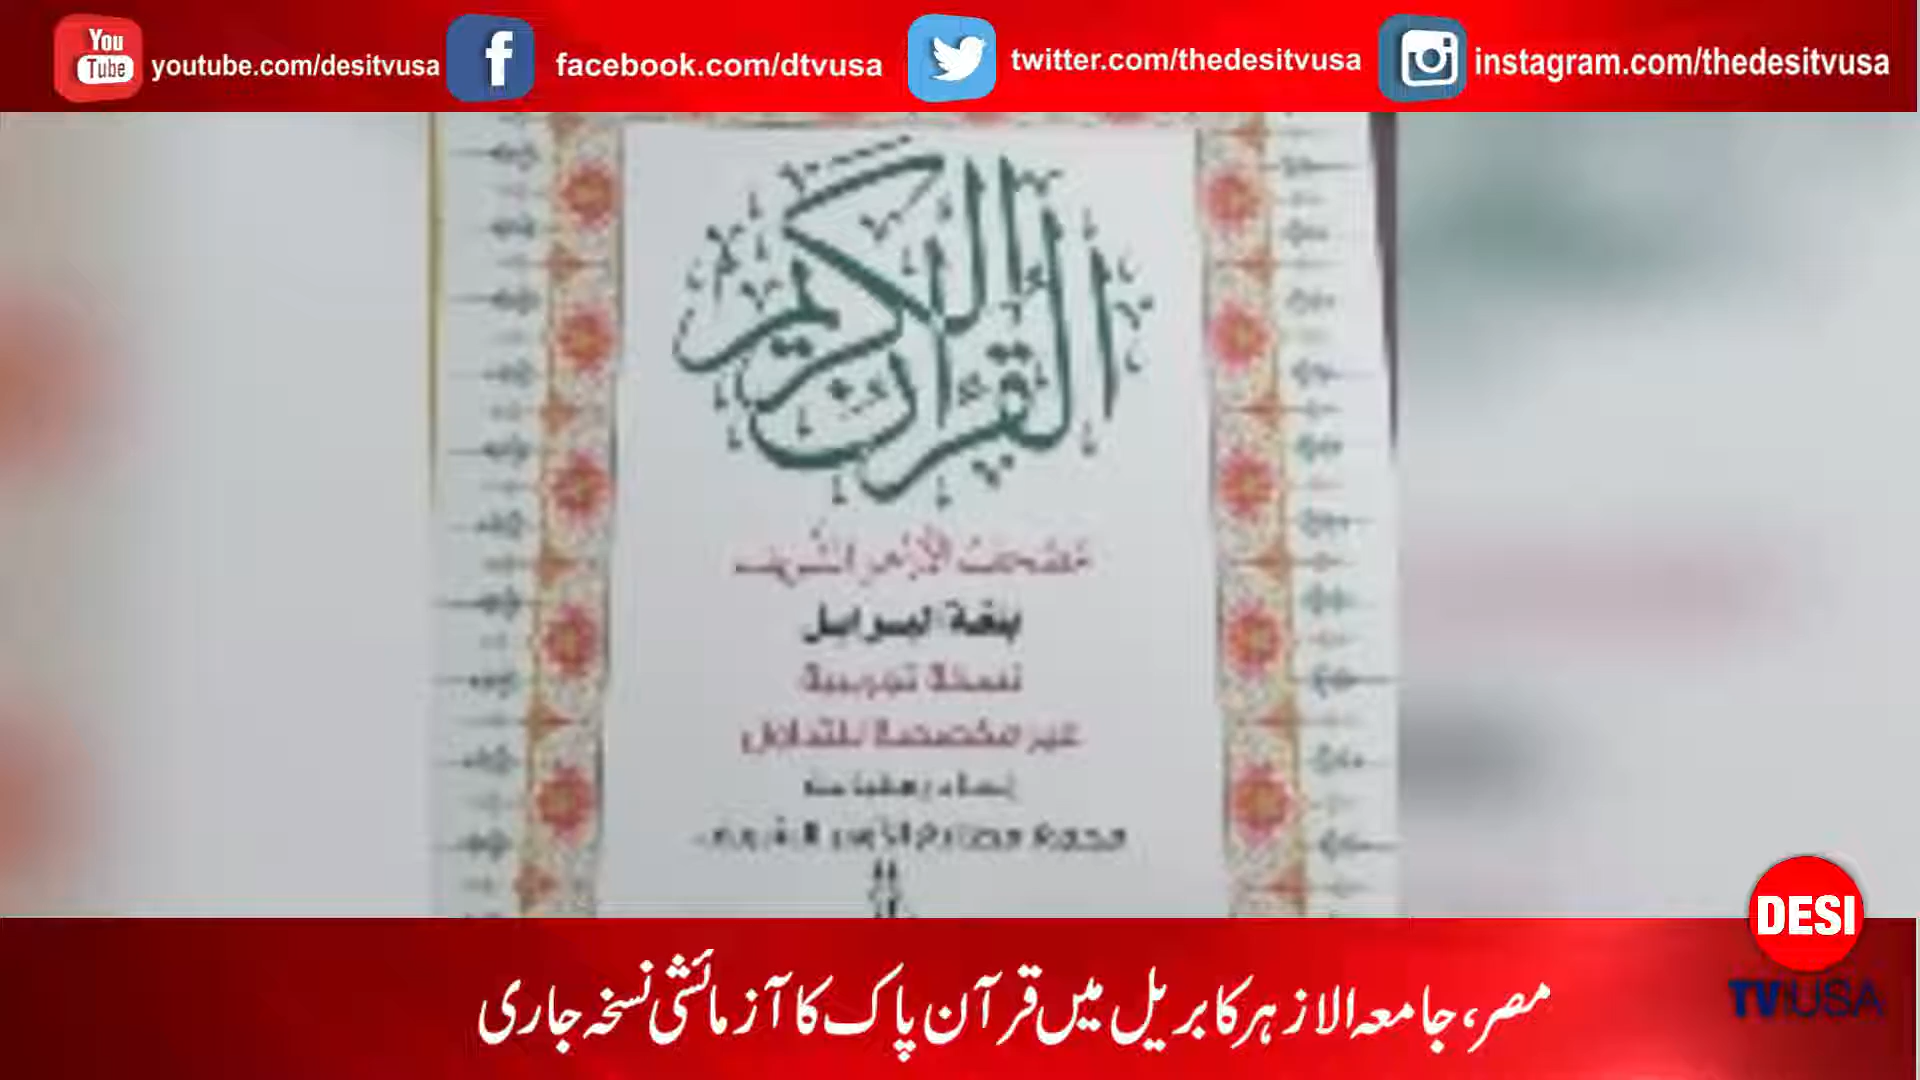 You Tube youtube.com/desitvusa facebook.com/dtvusa twitter.com/thedesitvusa instagram.com/thedesitvusa
القرآن الكريم
مصحف الأزهر الشريف
بلغة البرايل
نسخة تجريبية
غير مخصصة للتداول
DESI
TV USA
مصر، جامعہ الازہر کا بریل میں قرآن پاک کا آزمائشی نسخہ جاری